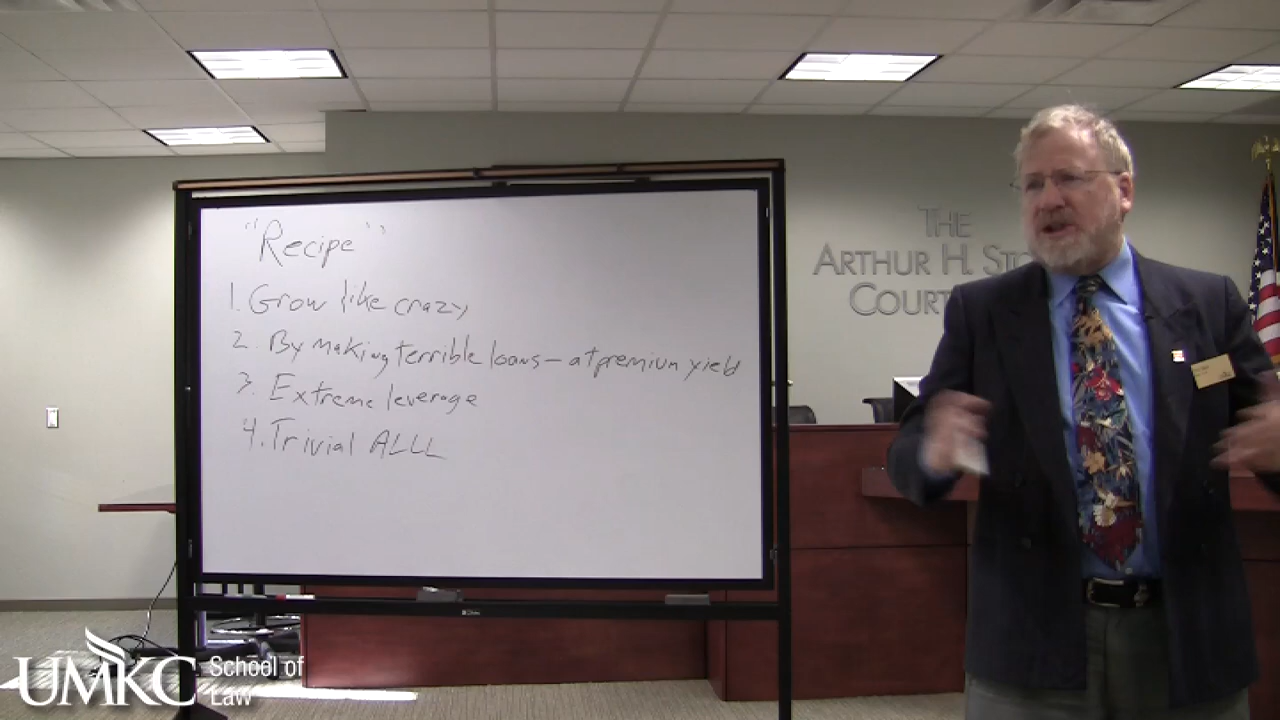 "Recipe"
1. Grow like crazy
2. By making terrible loans – at premium yield
3. Extreme leverage
4. Trivial ALLL
THE
ARTHUR H.
COURT
UMKC School of
Law